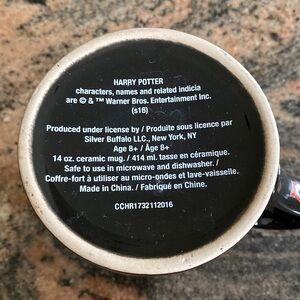 HARRY POTTER
characters, names and related indicia
are © & ™ Warner Bros. Entertainment Inc.
(s16)
Produced under license by / Produite sous licence par
Silver Buffalo LLC., New York, NY
Age 8+ / Age 8+
14 oz. ceramic mug. / 414 ml. tasse en céramique.
Safe to use in microwave and dishwasher. /
Coffre-fort à utiliser au micro-ondes et lave-vaisselle.
Made in China. / Fabriqué en Chine.
CCHR1732112016